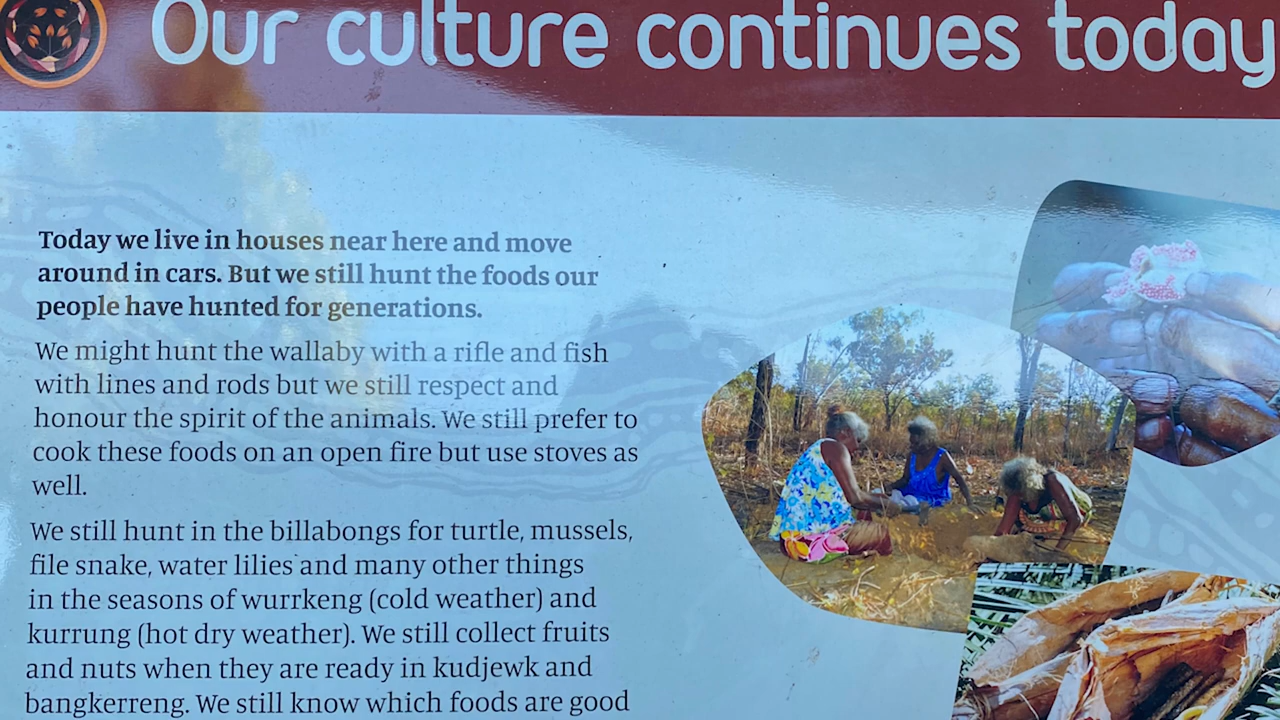 Our culture continues today
Today we live in houses near here and move
around in cars. But we still hunt the foods our
people have hunted for generations.
We might hunt the wallaby with a rifle and fish
with lines and rods but we still respect and
honour the spirit of the animals. We still prefer to
cook these foods on an open fire but use stoves as
well.
We still hunt in the billabongs for turtle, mussels,
file snake, water lilies and many other things
in the seasons of wurrkeng (cold weather) and
kurrung (hot dry weather). We still collect fruits
and nuts when they are ready in kudjewk and
bangkerreng. We still know which foods are good